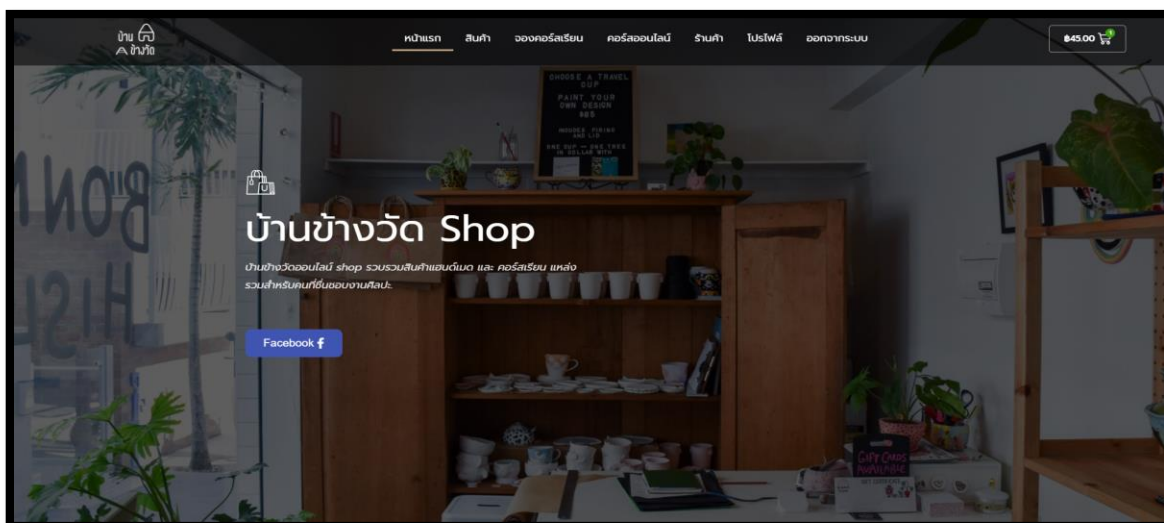 บ้าน
ข้างวัด
หน้าแรก สินค้า จองคอร์สเรียน คอร์สออนไลน์ ร้านค้า โปรไฟล์ ออกจากระบบ
฿45.00 1
CHOOSE A TRAVEL
CUP
PAINT YOUR
OWN DESIGN
บ้านข้างวัด Shop
บ้านข้างวัดออนไลน์ shop รวบรวมสินค้าแฮนด์เมด และ คอร์สเรียน แหล่ง
รวมสำหรับคนที่ชื่นชอบงานศิลปะ
Facebook
GIFT CARDS
AVAILABLE